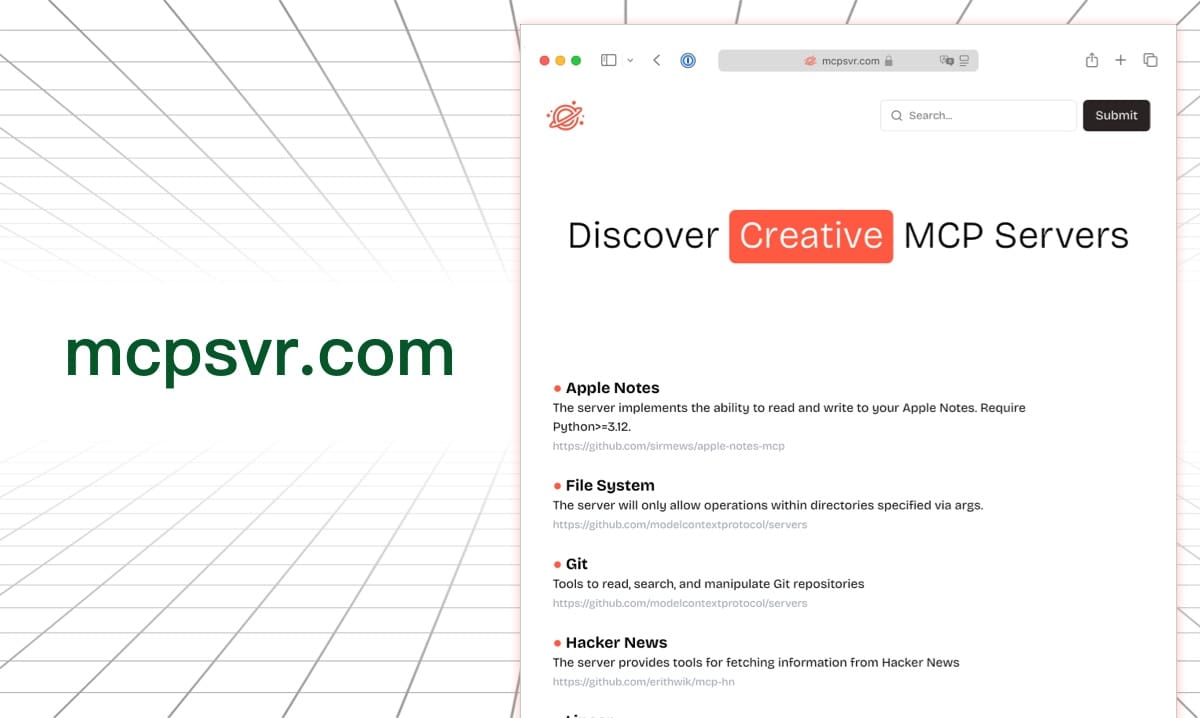 mcpsvr.com
mcpsvr.com
Search...
Submit
Discover Creative MCP Servers
Apple Notes
The server implements the ability to read and write to your Apple Notes. Require
Python>=3.12.
https://github.com/sirmews/apple-notes-mcp
File System
The server will only allow operations within directories specified via args.
https://github.com/modelcontextprotocol/servers
Git
Tools to read, search, and manipulate Git repositories
https://github.com/modelcontextprotocol/servers
Hacker News
The server provides tools for fetching information from Hacker News
https://github.com/erithwik/mcp-hn